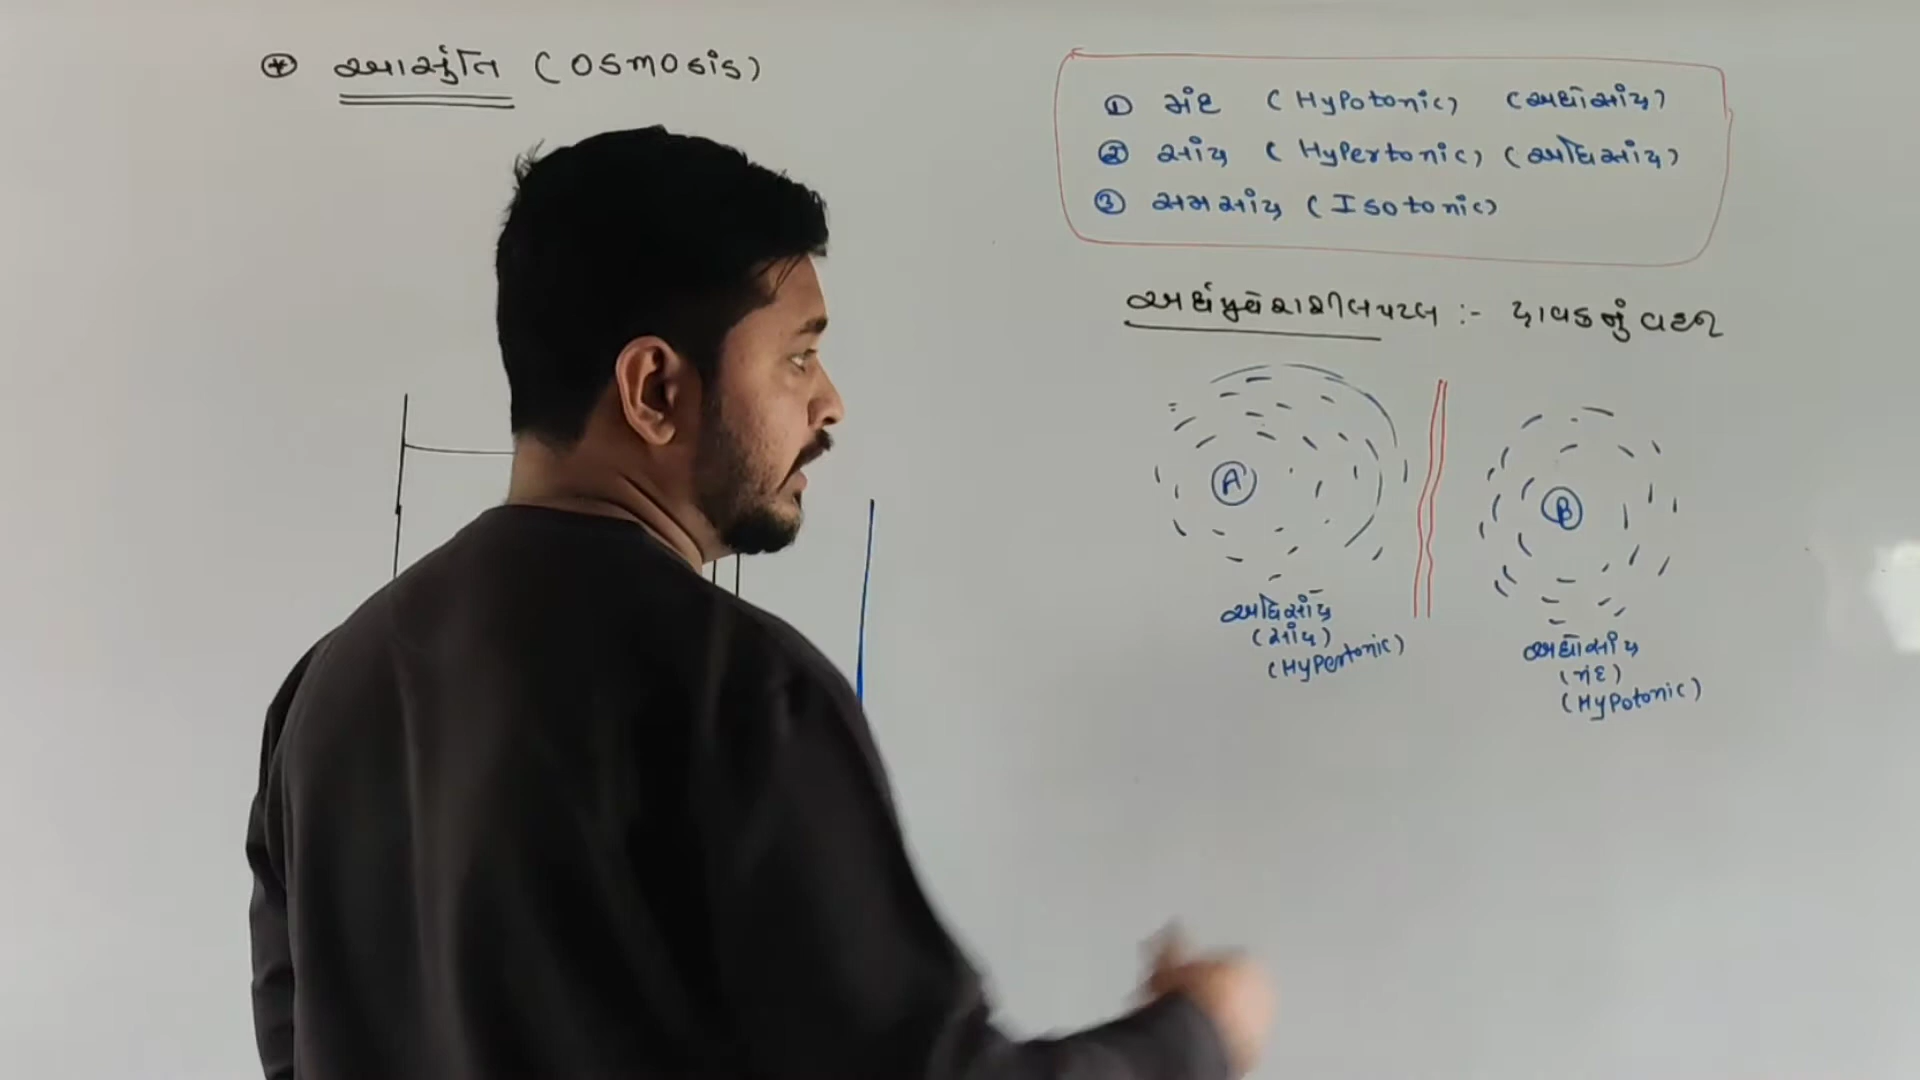 * આસૃતિ (Osmosis)
① મંદ (Hypotonic) (અધોસાંદ્ર)
② સાંદ્ર (Hypertonic) (અધિસાંદ્ર)
③ સમસાંદ્ર (Isotonic)
અર્ધપ્રવેશશીલપટલ :- દ્રાવકનું વહન
A
B
અધિસાંદ્ર
(સાંદ્ર)
(Hypertonic)
અધોસાંદ્ર
(મંદ)
(Hypotonic)